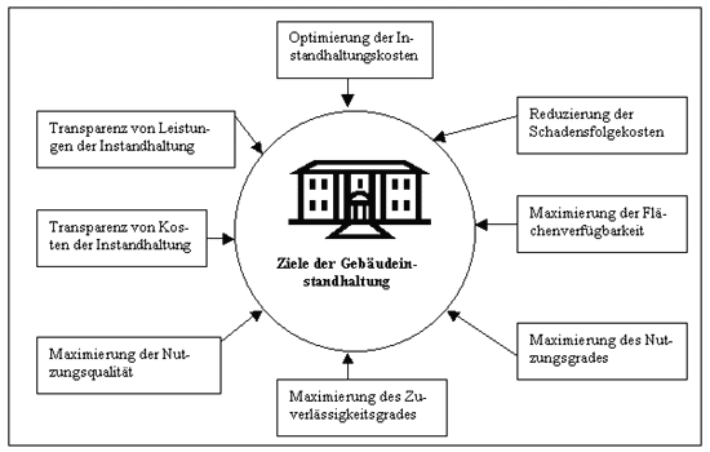 Optimierung der In-
standhaltungskosten
Transparenz von Leistun-
gen der Instandhaltung
Reduzierung der
Schadensfolgekosten
Transparenz von Kos-
ten der Instandhaltung
Maximierung der Flä-
chenverfügbarkeit
Ziele der Gebäudein-
standhaltung
Maximierung der Nut-
zungsqualität
Maximierung des Nut-
zungsgrades
Maximierung des Zu-
verlässigkeitsgrades